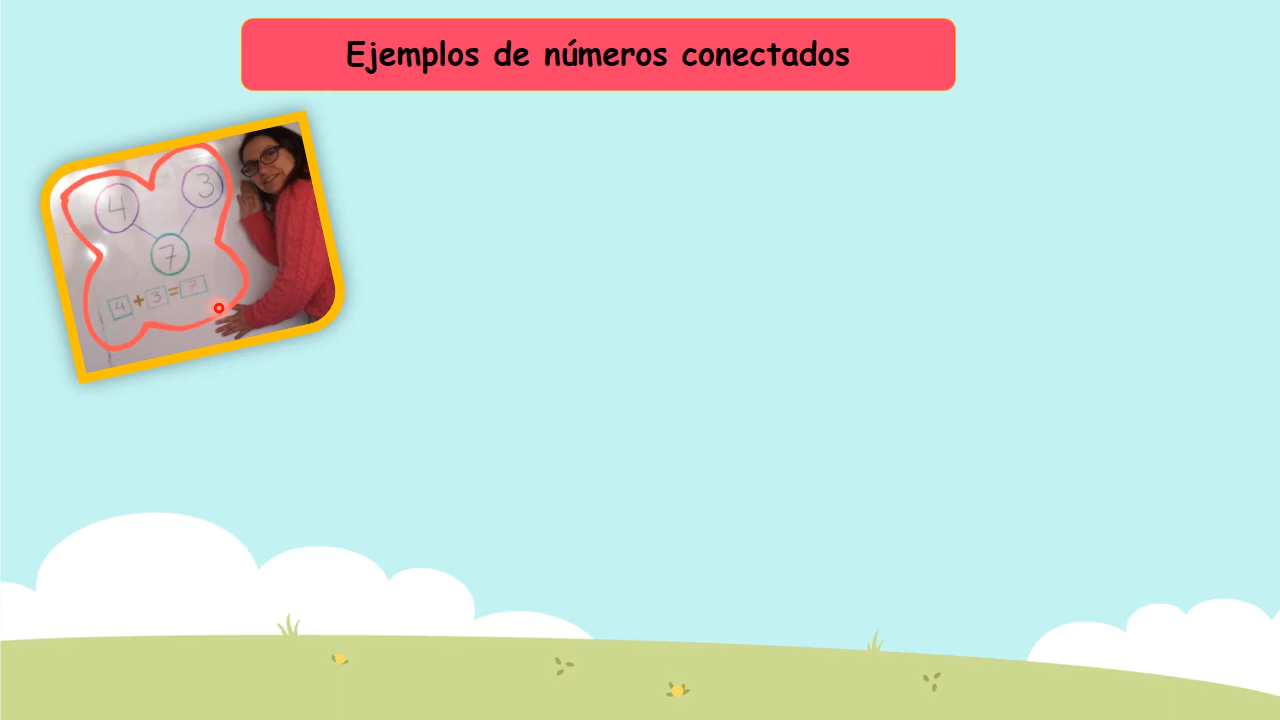 Ejemplos de números conectados
4 3
7
4 + 3 = 7